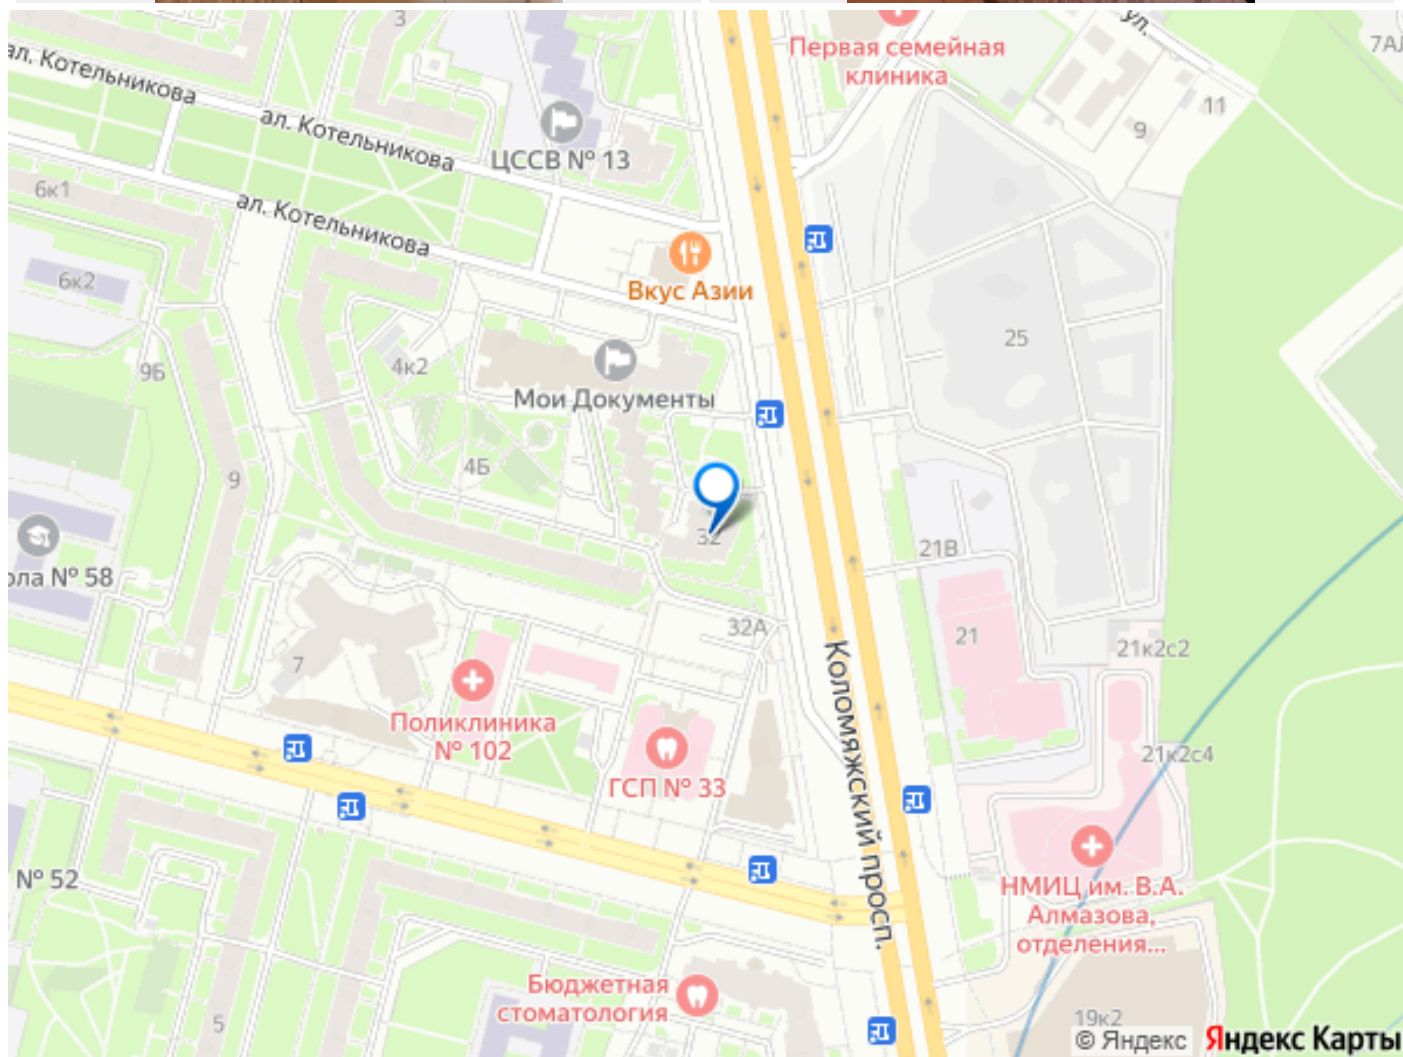 3
ул.
Первая семейная
клиника
7АЛ
ал. Котельникова
ал. Котельникова
11
9
ЦССВ № 13
6к1
ал. Котельникова
6к2
Вкус Азии
25
9Б
4к2
Мои Документы
4Б
9
32
21В
ола № 58
32А
21
21к2с2
7
Поликлиника
№ 102
Коломяжский просп.
21к2с4
ГСП № 33
№ 52
НМИЦ им. В.А.
Алмазова,
отделения...
Бюджетная
стоматология
5
19к2
© Яндекс Яндекс Карты